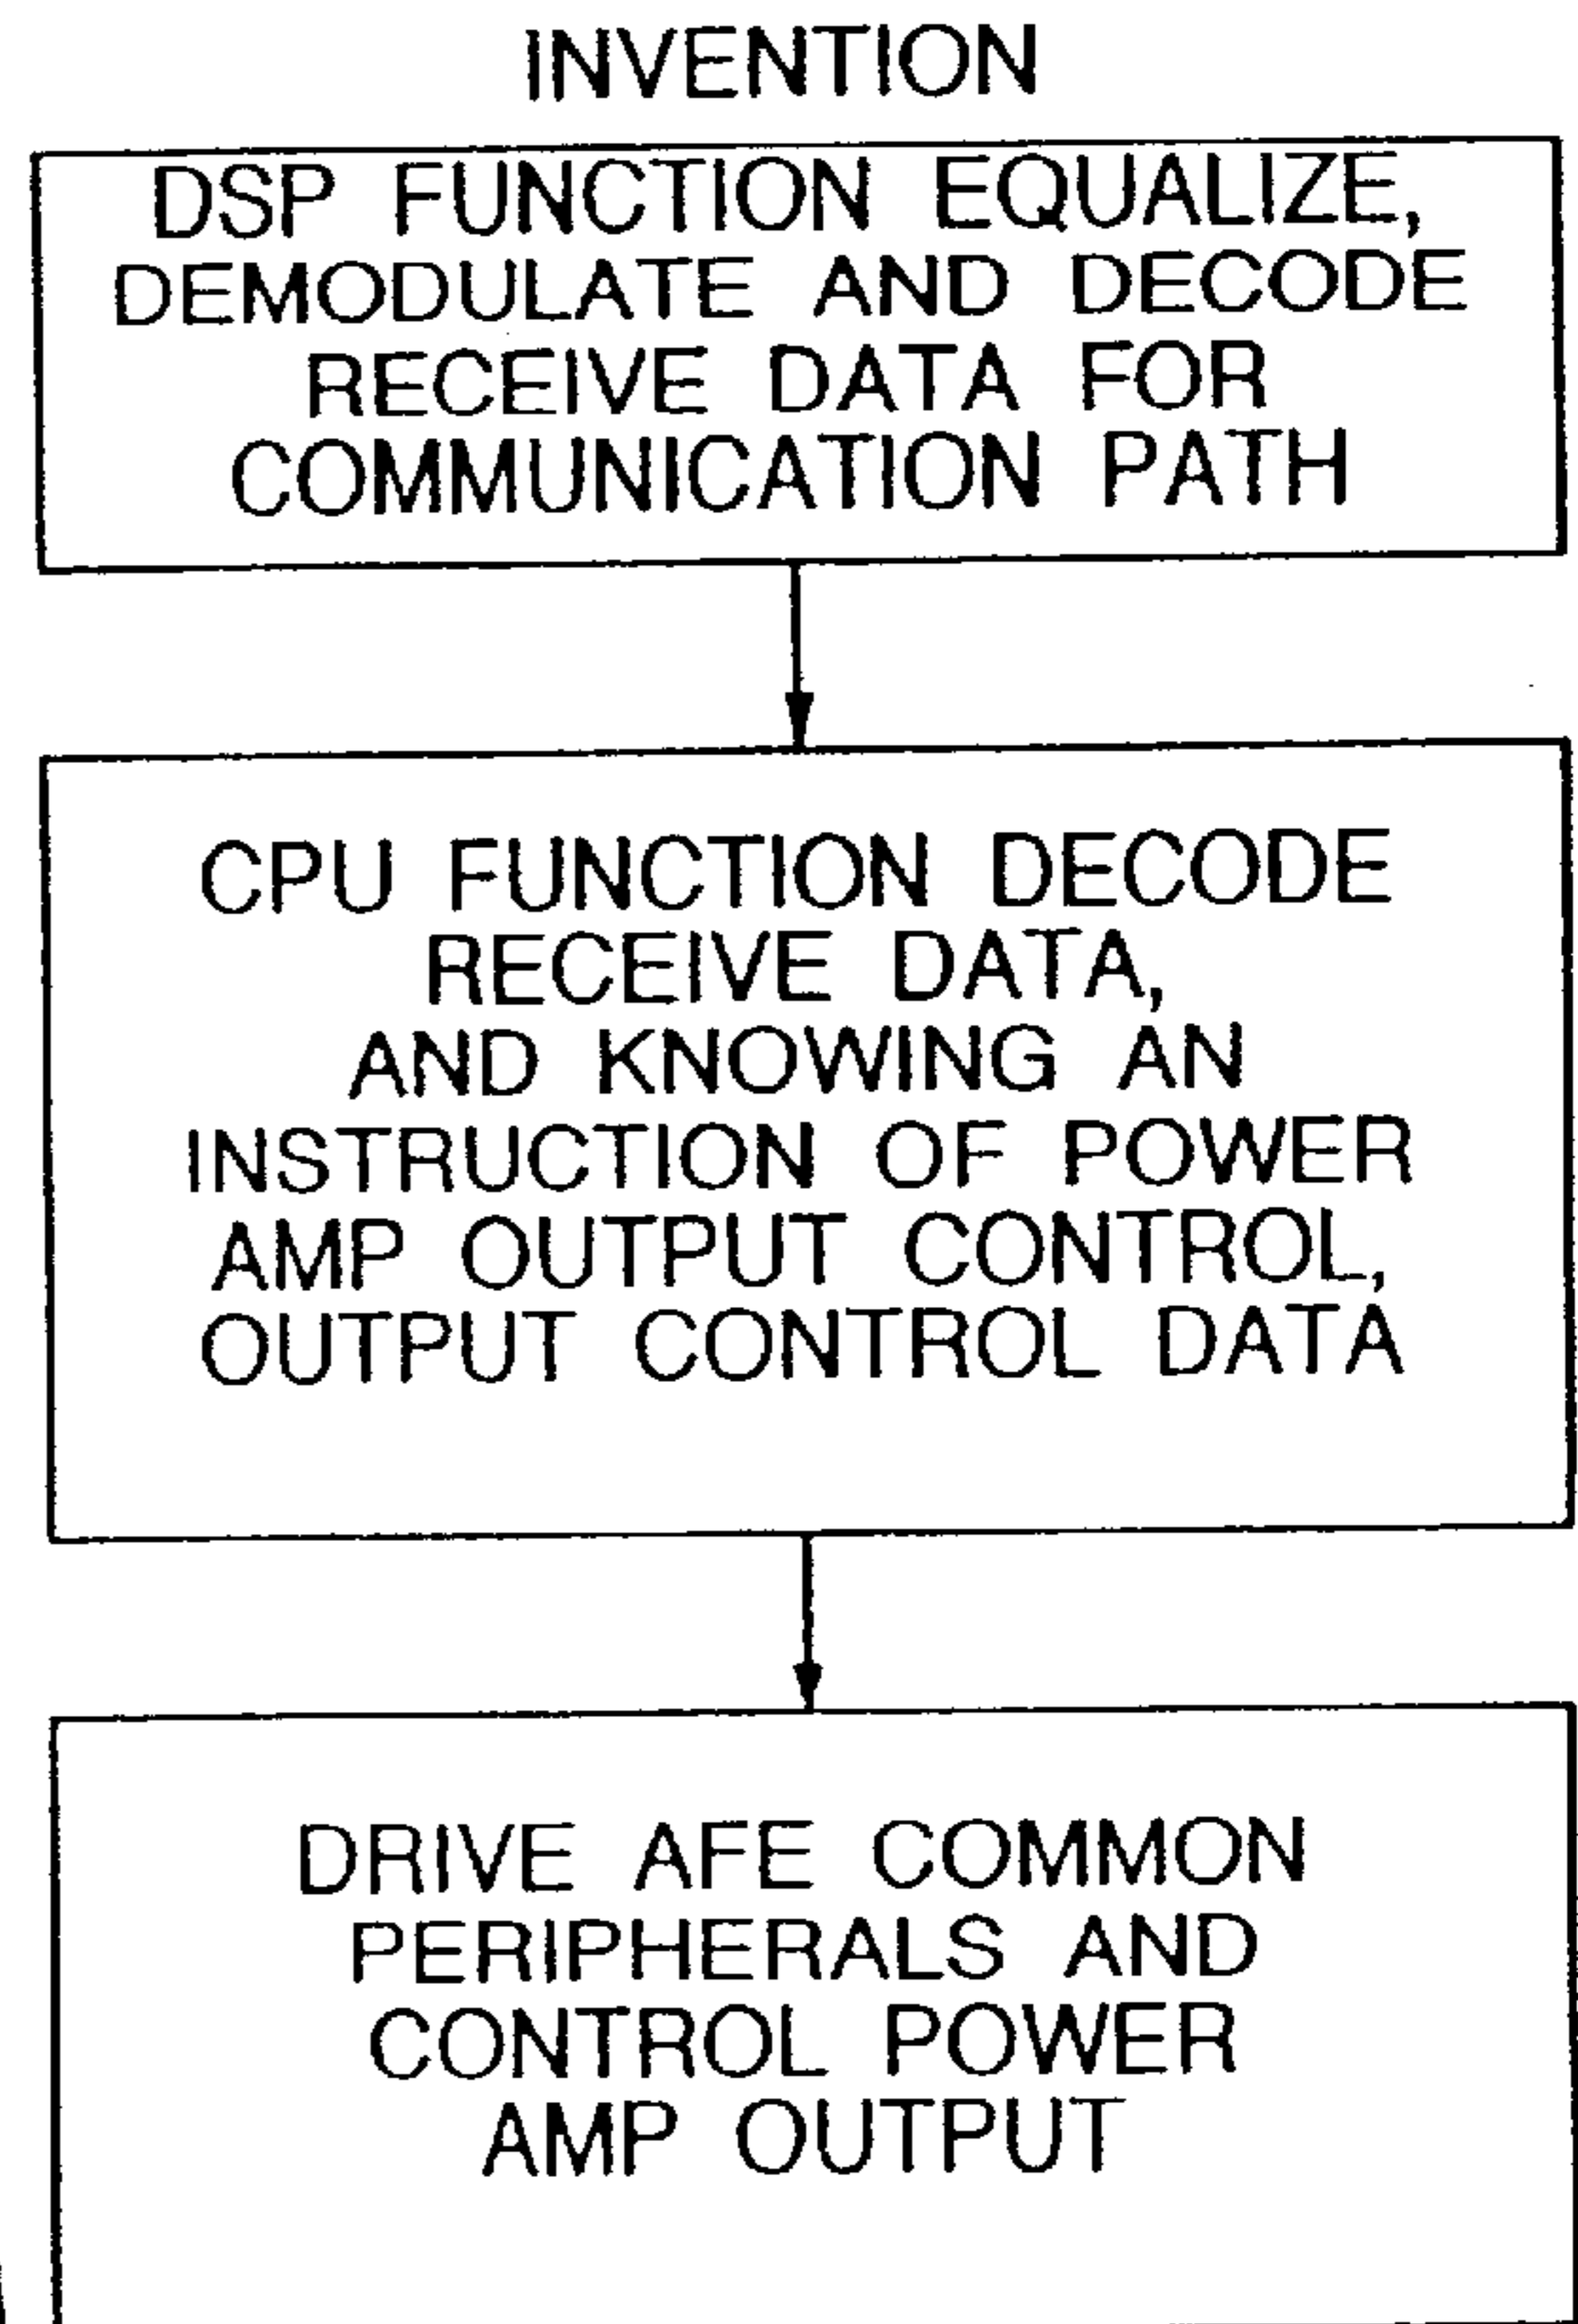 INVENTION
DSP FUNCTION EQUALIZE,
DEMODULATE AND DECODE
RECEIVE DATA FOR
COMMUNICATION PATH
CPU FUNCTION DECODE
RECEIVE DATA,
AND KNOWING AN
INSTRUCTION OF POWER
AMP OUTPUT CONTROL,
OUTPUT CONTROL DATA
DRIVE AFE COMMON
PERIPHERALS AND
CONTROL POWER
AMP OUTPUT